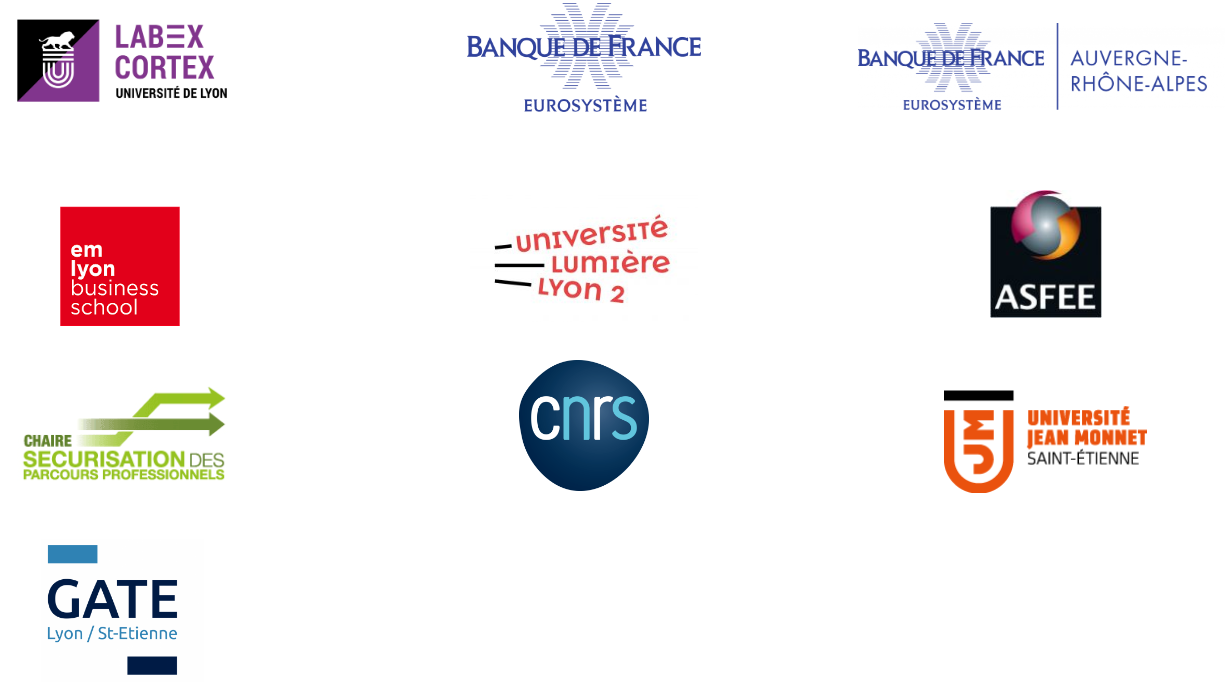 LABEX
CORTEX
UNIVERSITÉ DE LYON
BANQUE DE FRANCE
EUROSYSTÈME
BANQUE DE FRANCE
EUROSYSTÈME
AUVERGNE-
RHÔNE-ALPES
em
lyon
business
school
université
Lumière
Lyon 2
ASFEE
CHAIRE
SECURISATION DES
PARCOURS PROFESSIONNELS
cnrs
UJM
UNIVERSITÉ
JEAN MONNET
SAINT-ÉTIENNE
GATE
Lyon / St-Etienne